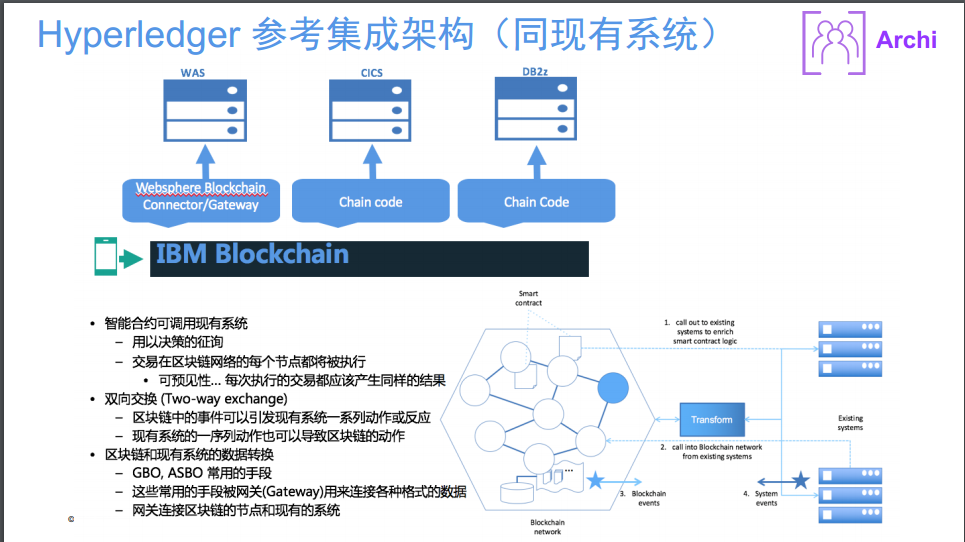 Hyperledger 参考集成架构（同现有系统）
Archi
WAS
CICS
DB2z
Websphere Blockchain
Connector/Gateway
Chain code
Chain Code
IBM Blockchain
• 智能合约可调用现有系统
– 用以决策的征询
– 交易在区块链网络的每个节点都将被执行
• 可预见性... 每次执行的交易都应该产生同样的结果
• 双向交换 (Two-way exchange)
– 区块链中的事件可以引发现有系统一系列动作或反应
– 现有系统的一序列动作也可以导致区块链的动作
• 区块链和现有系统的数据转换
– GBO, ASBO 常用的手段
– 这些常用的手段被网关(Gateway)用来连接各种格式的数据
– 网关连接区块链的节点和现有的系统
©
Smart
contract
1. call out to existing
systems to enrich
smart contract logic
Transform
Existing
systems
2. call into Blockchain network
from existing systems
...
3. Blockchain
events
4. System
events
Blockchain
network